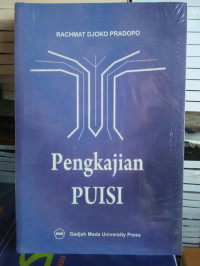 RACHMAT DJOKO PRADOPO
Pengkajian
PUISI
Gadjah Mada University Press